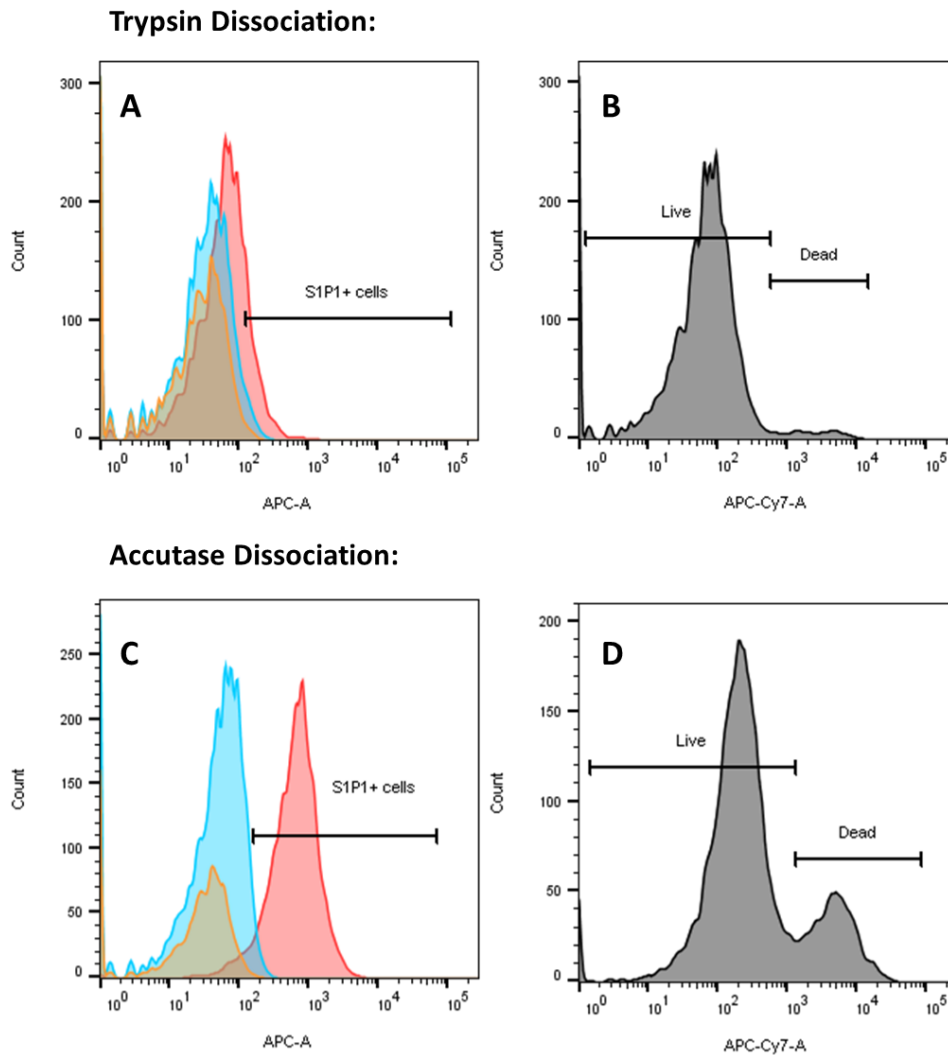 Trypsin Dissociation:
A
300
200
100
0
Count
S1P1+ cells
10^0 10^1 10^2 10^3 10^4 10^5
APC-A
B
300
200
100
0
Count
Live
Dead
10^0 10^1 10^2 10^3 10^4 10^5
APC-Cy7-A
Accutase Dissociation:
C
250
200
150
100
50
0
Count
S1P1+ cells
10^0 10^1 10^2 10^3 10^4 10^5
APC-A
D
200
150
100
50
0
Count
Live
Dead
10^0 10^1 10^2 10^3 10^4 10^5
APC-Cy7-A